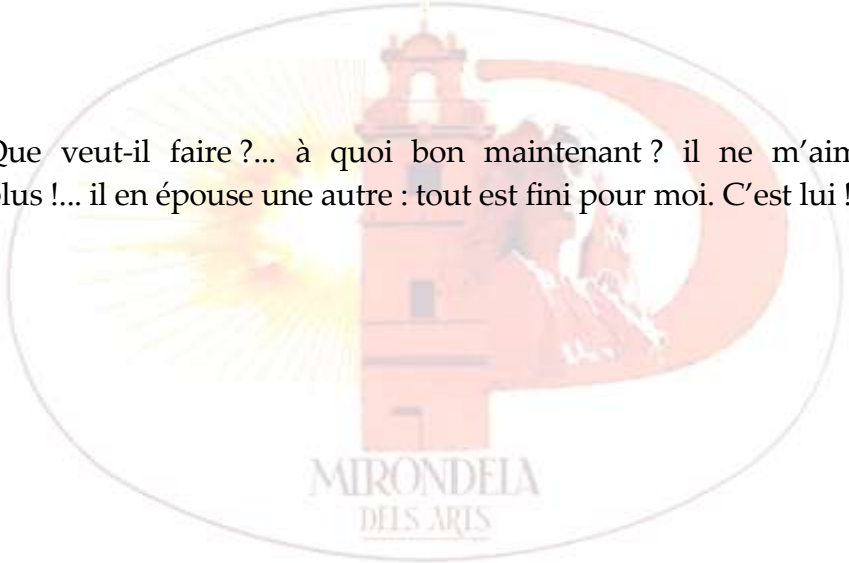 Que veut-il faire ?... à quoi bon maintenant ? il ne m'aim
plus !... il en épouse une autre : tout est fini pour moi. C'est lui !
MIRONDELA
DELS ARTS